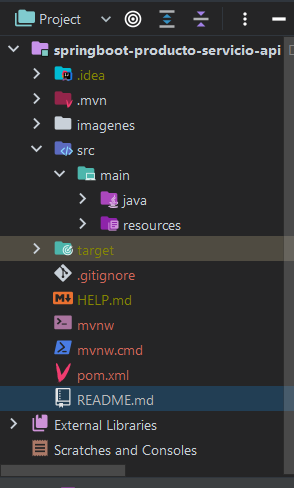 Project
springboot-producto-servicio-api
.idea
.mvn
imagenes
src
main
java
resources
target
.gitignore
HELP.md
mvnw
mvnw.cmd
pom.xml
README.md
External Libraries
Scratches and Consoles